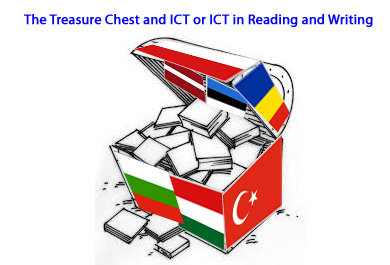 The Treasure Chest and ICT or ICT in Reading and Writing